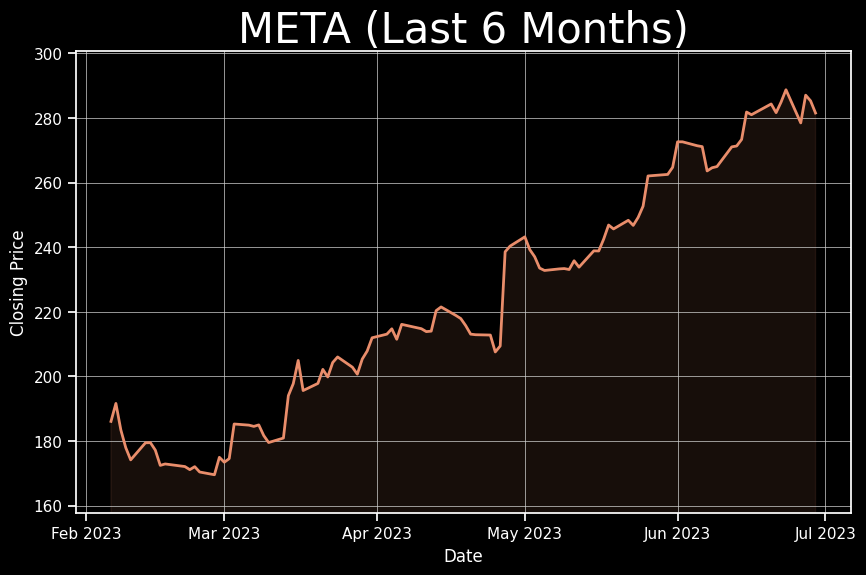 META (Last 6 Months)
Closing Price
300
280
260
240
220
200
180
160
Feb 2023
Mar 2023
Apr 2023
May 2023
Jun 2023
Jul 2023
Date